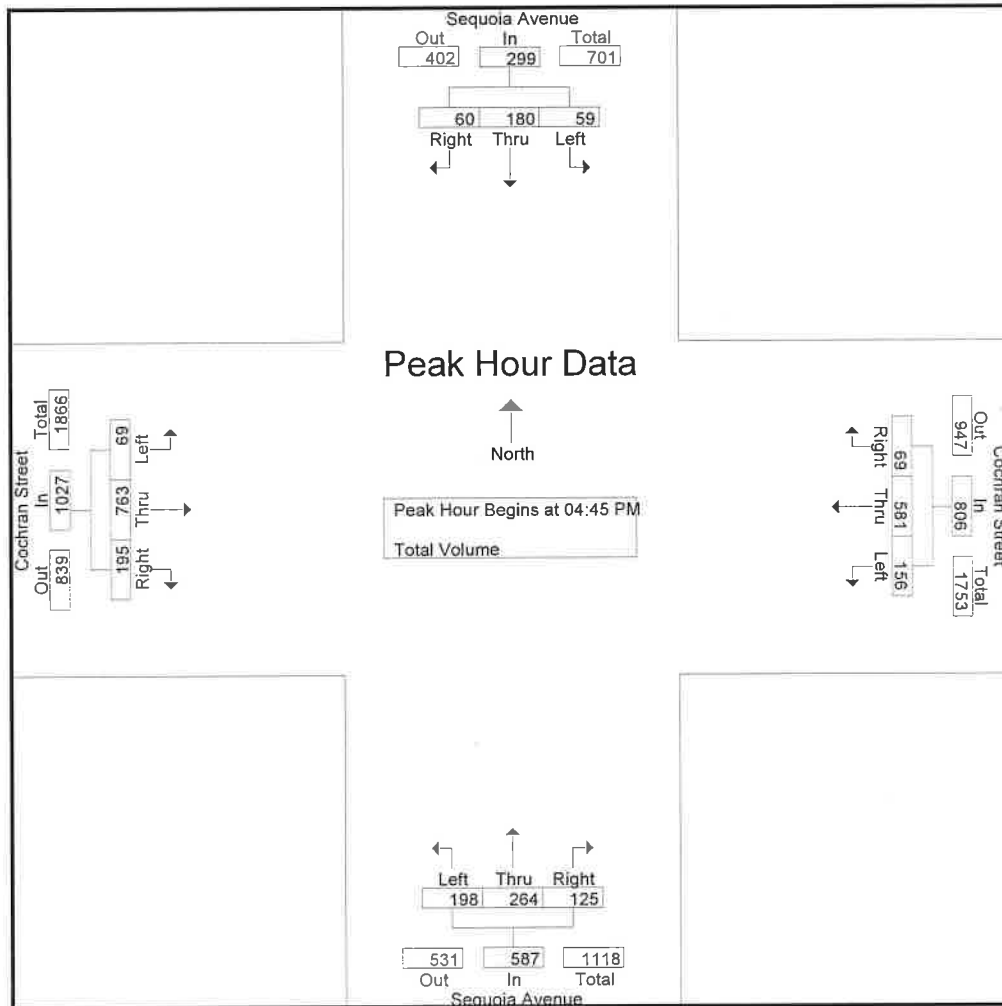 Sequoia Avenue
Out In Total
402 299 701
60 180 59
Right Thru Left
Peak Hour Data
North
Peak Hour Begins at 04:45 PM
Total Volume
Cochran Street
Out In Total
839 1027 1866
69 763 195
Left Thru Right
Right Thru Left
69 581 156
Out In Total
947 806 1753
Cochran Street
Left Thru Right
198 264 125
531 587 1118
Out In Total
Sequoia Avenue